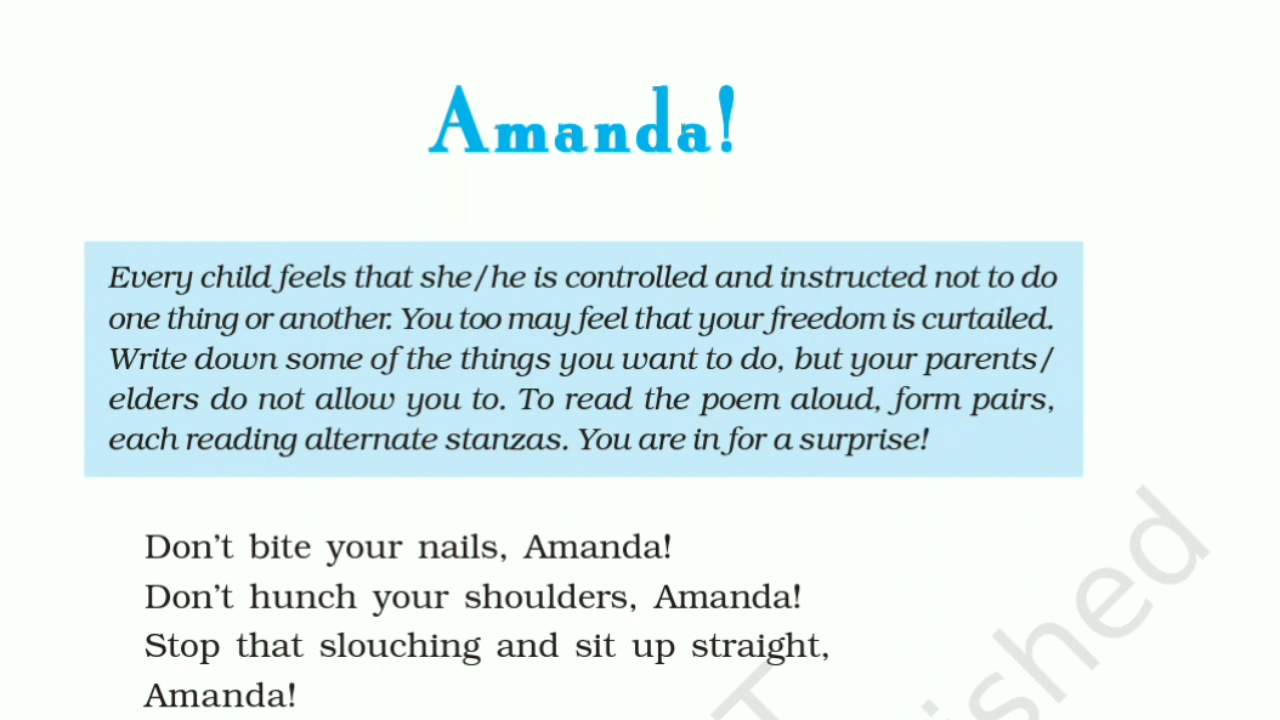 Amanda!
Every child feels that she/he is controlled and instructed not to do
one thing or another. You too may feel that your freedom is curtailed.
Write down some of the things you want to do, but your parents/
elders do not allow you to. To read the poem aloud, form pairs,
each reading alternate stanzas. You are in for a surprise!
Don't bite your nails, Amanda!
Don't hunch your shoulders, Amanda!
Stop that slouching and sit up straight,
Amanda!